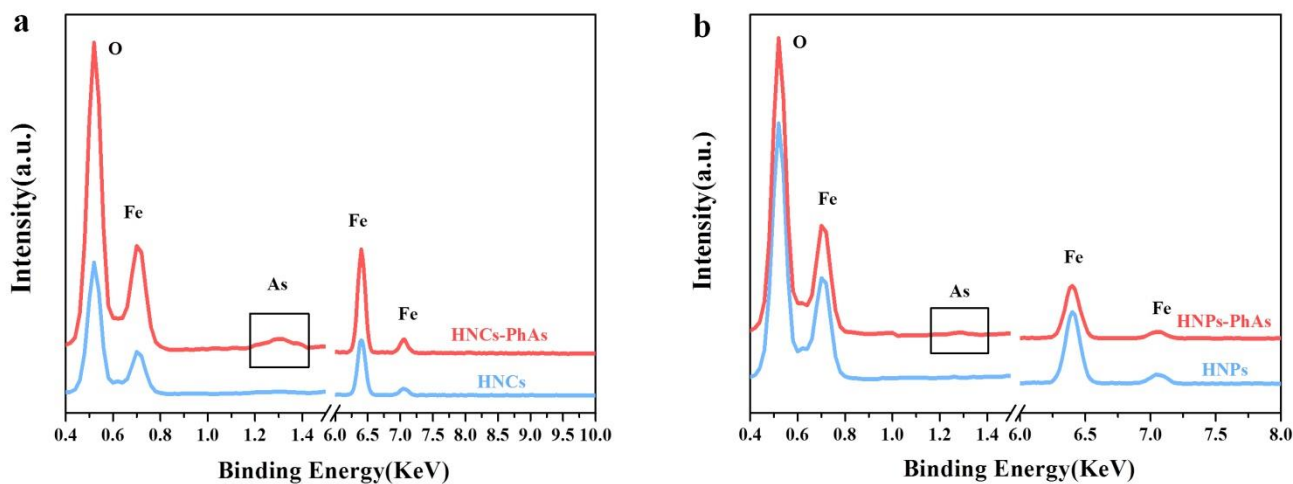 a
O
Fe
As
Fe
Fe
HNCs-PhAs
HNCs
Intensity(a.u.)
0.4 0.6 0.8 1.0 1.2 1.4 6.0 6.5 7.0 7.5 8.0 8.5 9.0 9.5 10.0
Binding Energy(KeV)
b
O
Fe
As
Fe
Fe
HNPs-PhAs
HNPs
Intensity(a.u.)
0.4 0.6 0.8 1.0 1.2 1.4 6.0 6.5 7.0 7.5 8.0
Binding Energy(KeV)